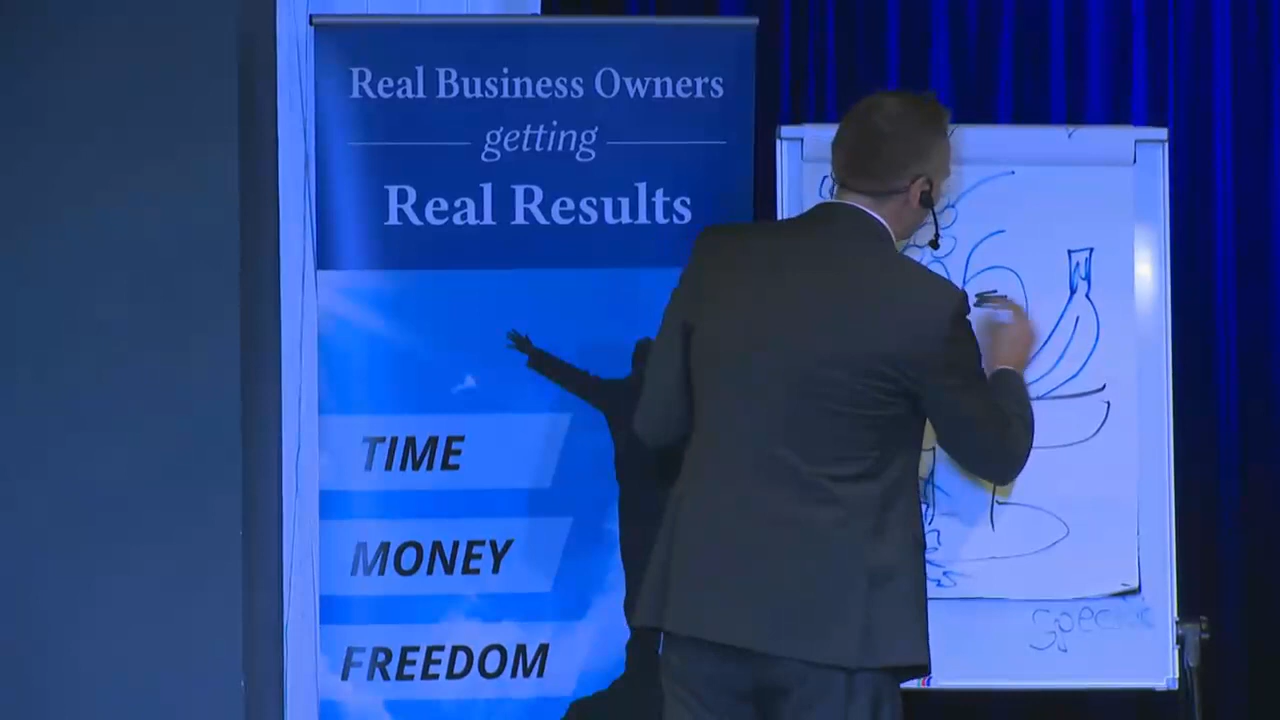 Real Business Owners
getting
Real Results
TIME
MONEY
FREEDOM